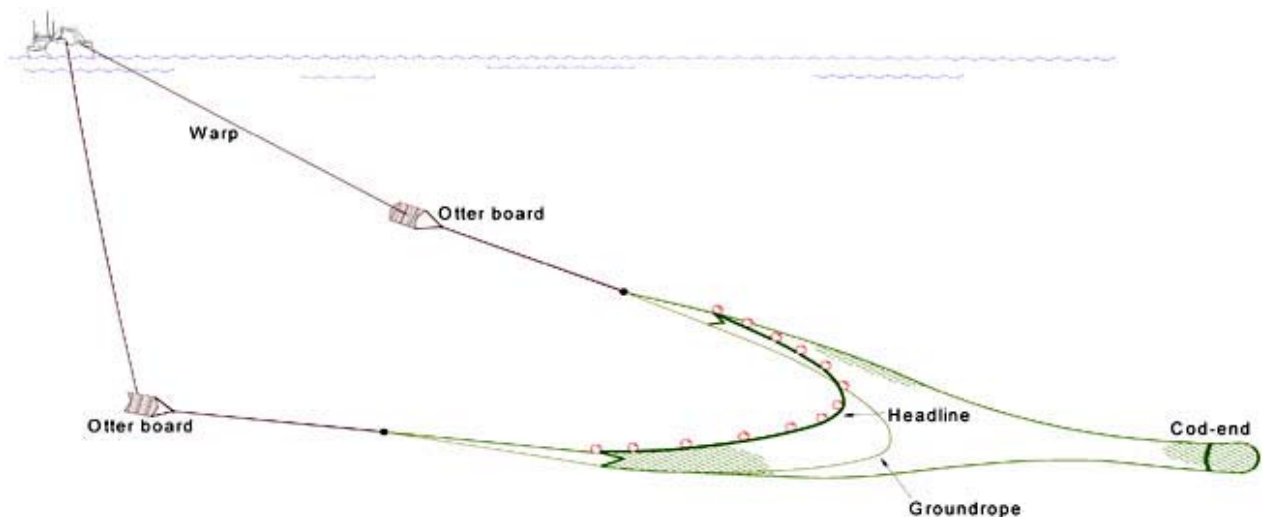 Warp
Otter board
Otter board
Headline
Cod-end
Groundrope